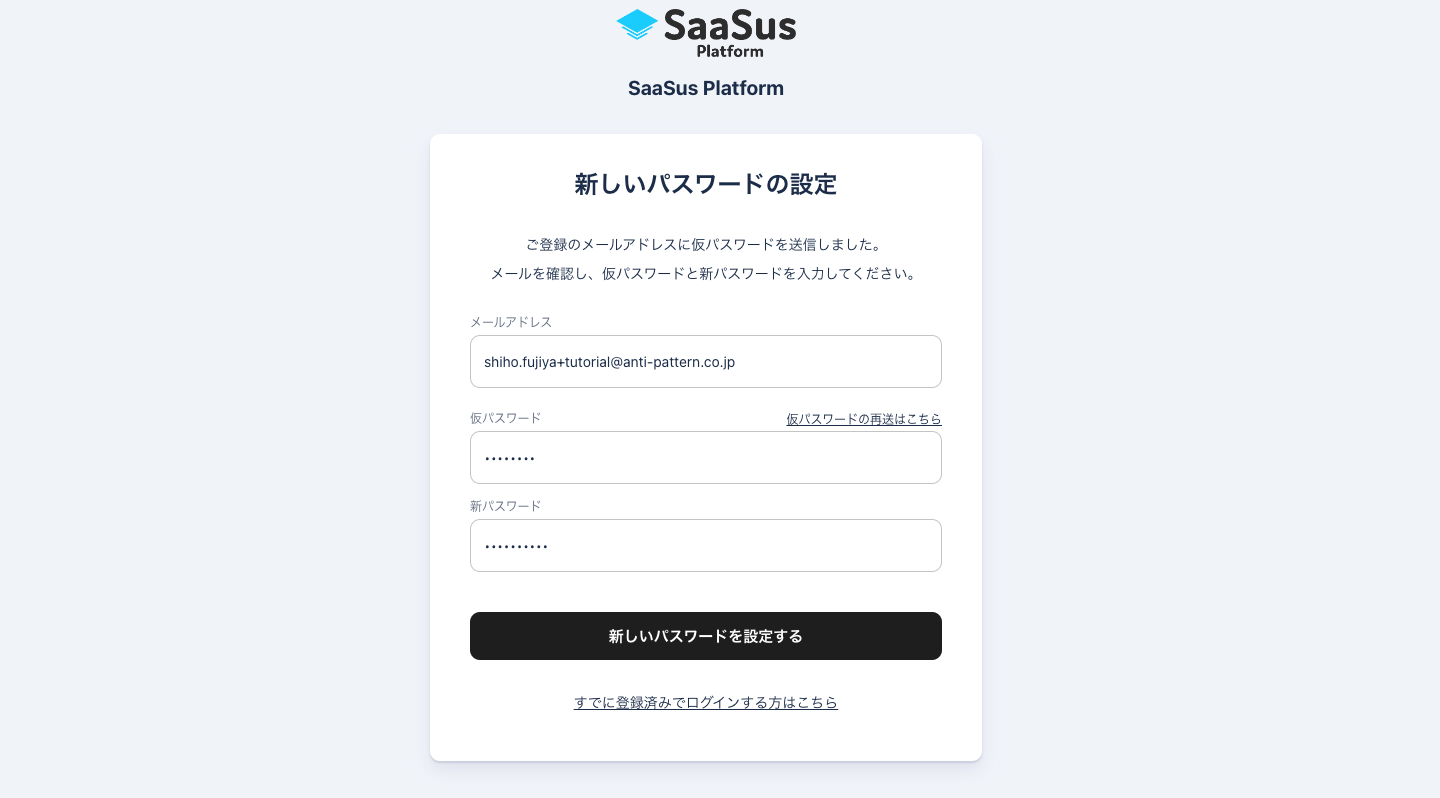 SaaSus
Platform
SaaSus Platform
新しいパスワードの設定
ご登録のメールアドレスに仮パスワードを送信しました。
メールを確認し、仮パスワードと新パスワードを入力してください。
メールアドレス
shiho.fujiya+tutorial@anti-pattern.co.jp
仮パスワード
仮パスワードの再送はこちら
••••••••
新パスワード
••••••••••
新しいパスワードを設定する
すでに登録済みでログインする方はこちら